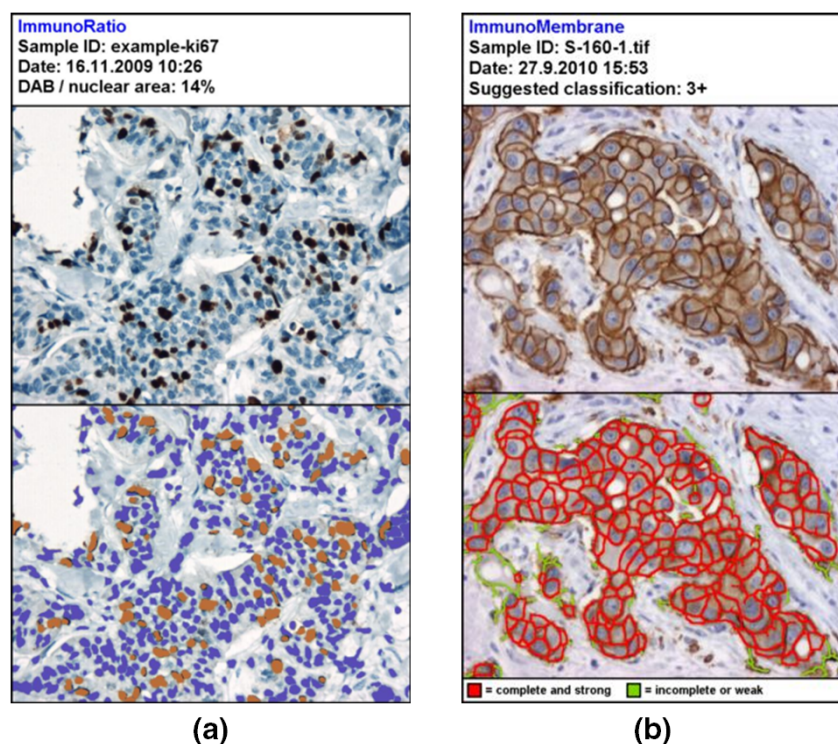 ImmunoRatio
Sample ID: example-ki67
Date: 16.11.2009 10:26
DAB / nuclear area: 14%
ImmunoMembrane
Sample ID: S-160-1.tif
Date: 27.9.2010 15:53
Suggested classification: 3+
= complete and strong
= incomplete or weak
(a)
(b)